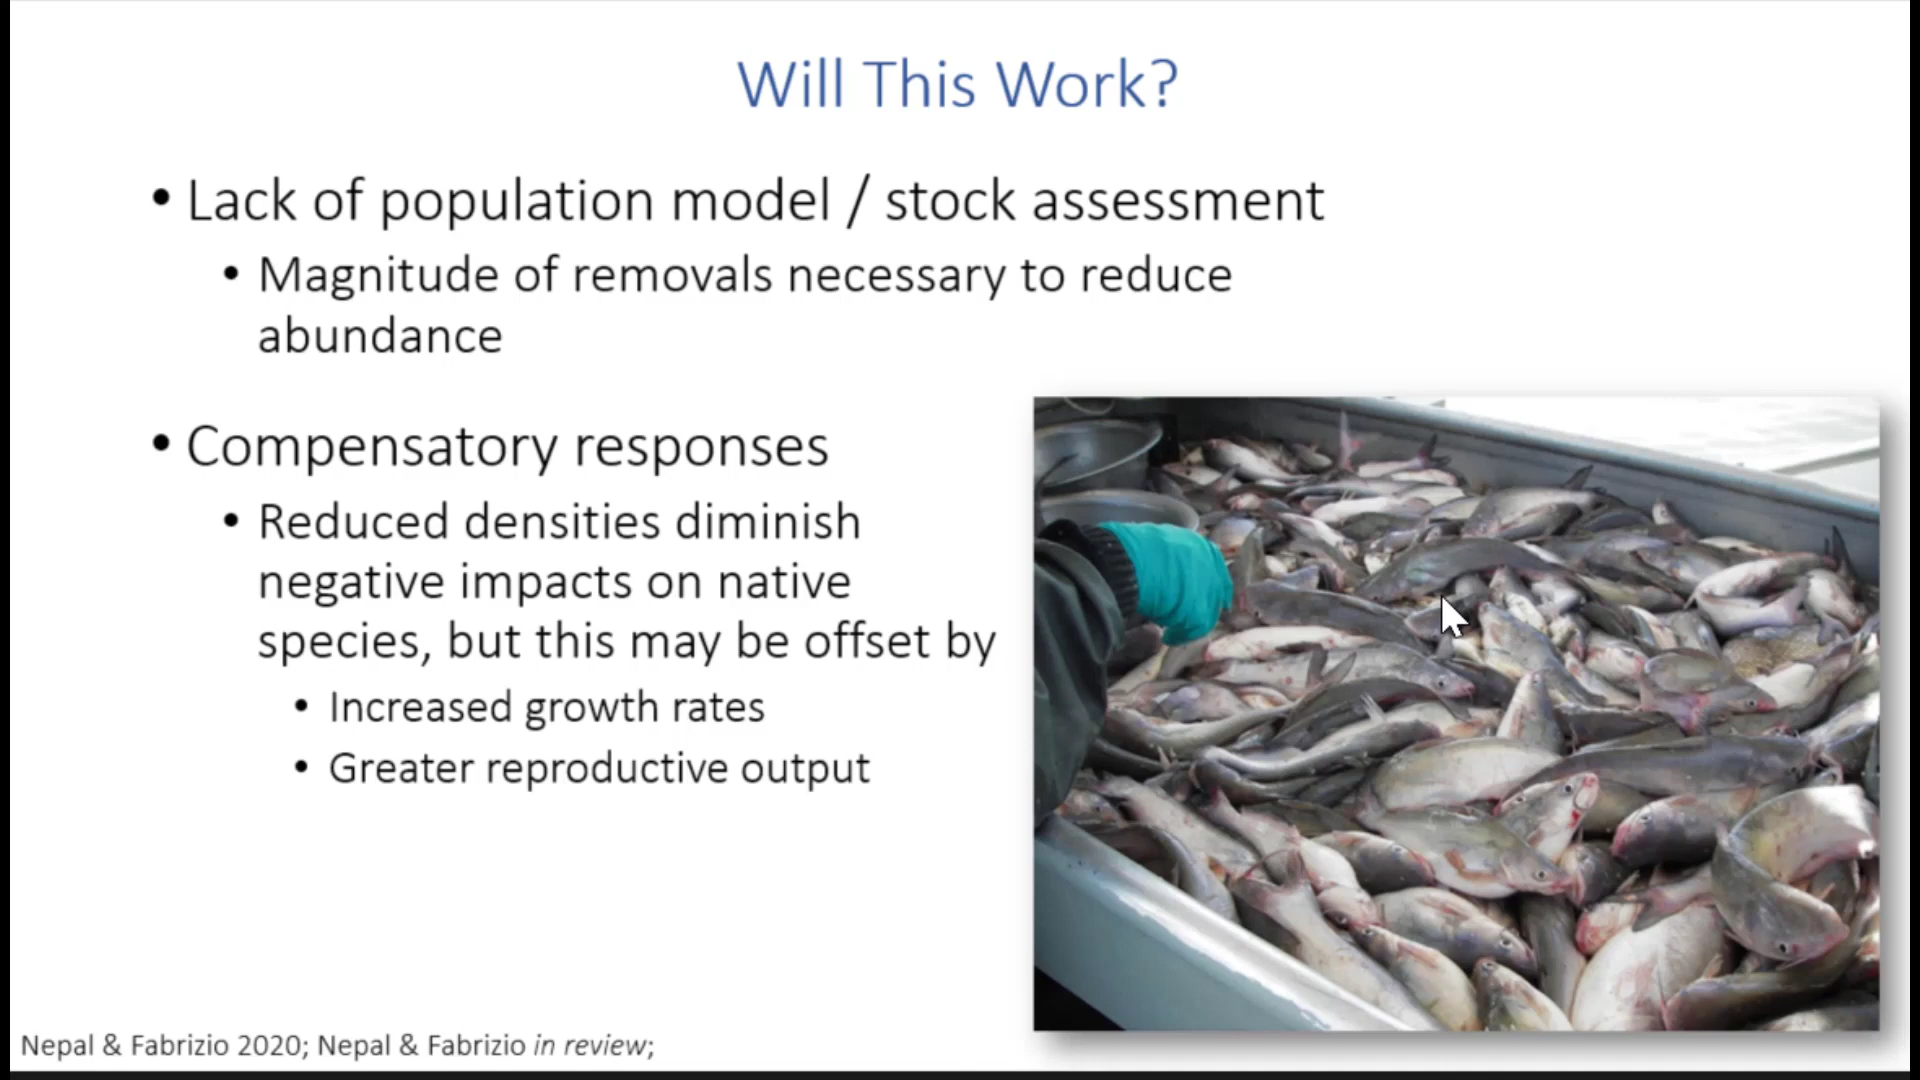 Will This Work?
• Lack of population model / stock assessment
• Magnitude of removals necessary to reduce
abundance
• Compensatory responses
• Reduced densities diminish
negative impacts on native
species, but this may be offset by
• Increased growth rates
• Greater reproductive output
Nepal & Fabrizio 2020; Nepal & Fabrizio in review;